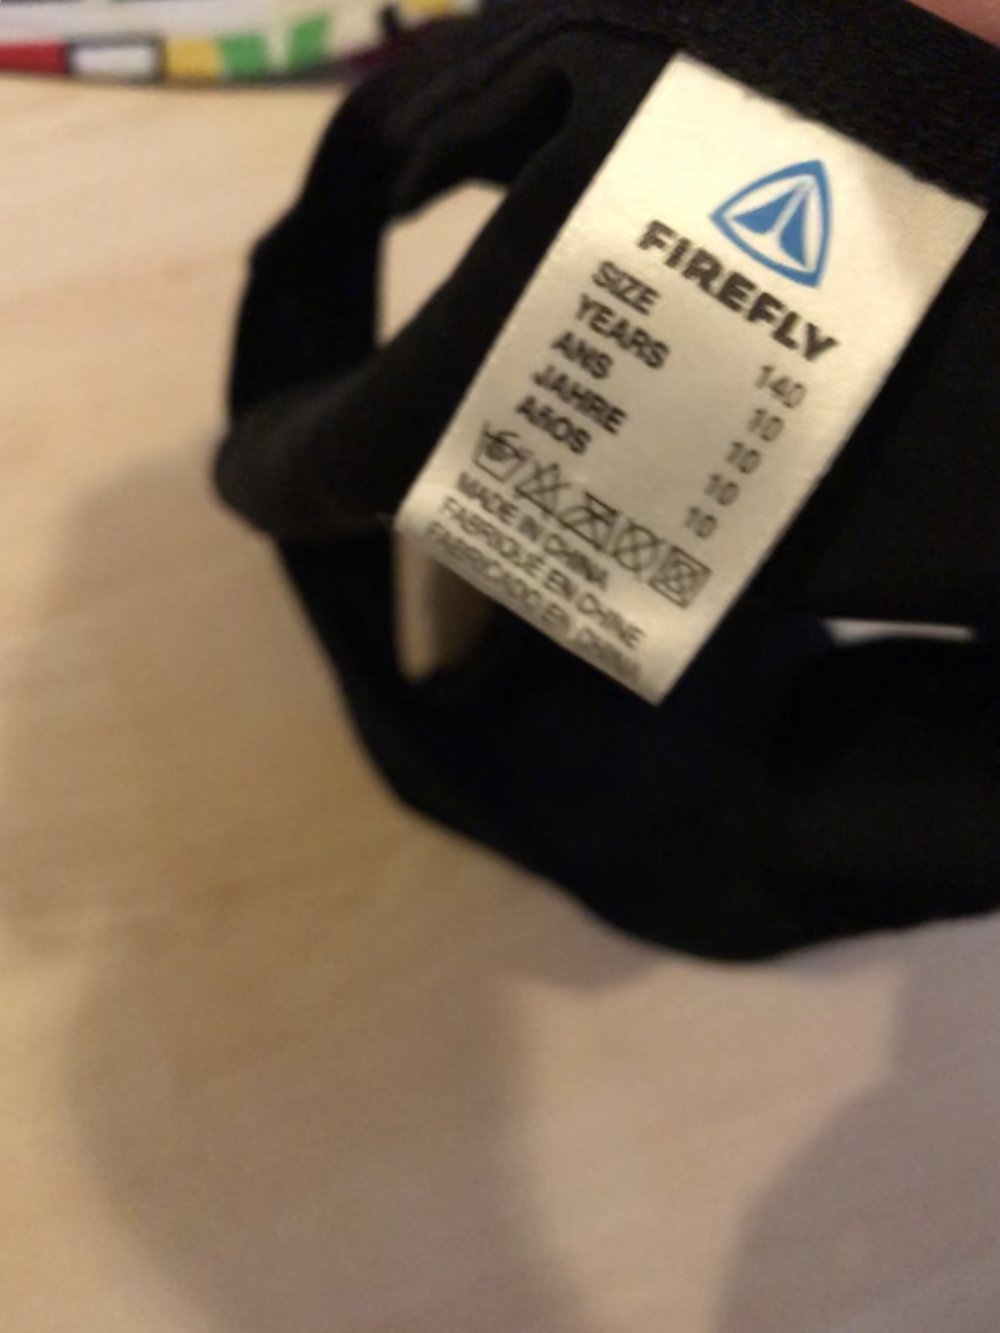 FIREFLY
SIZE 140
YEARS 10
ANS 10
JAHRE 10
AñOS 10
MADE IN CHINA
FABRIQUE EN CHINE
FABRICADO EN CHINA